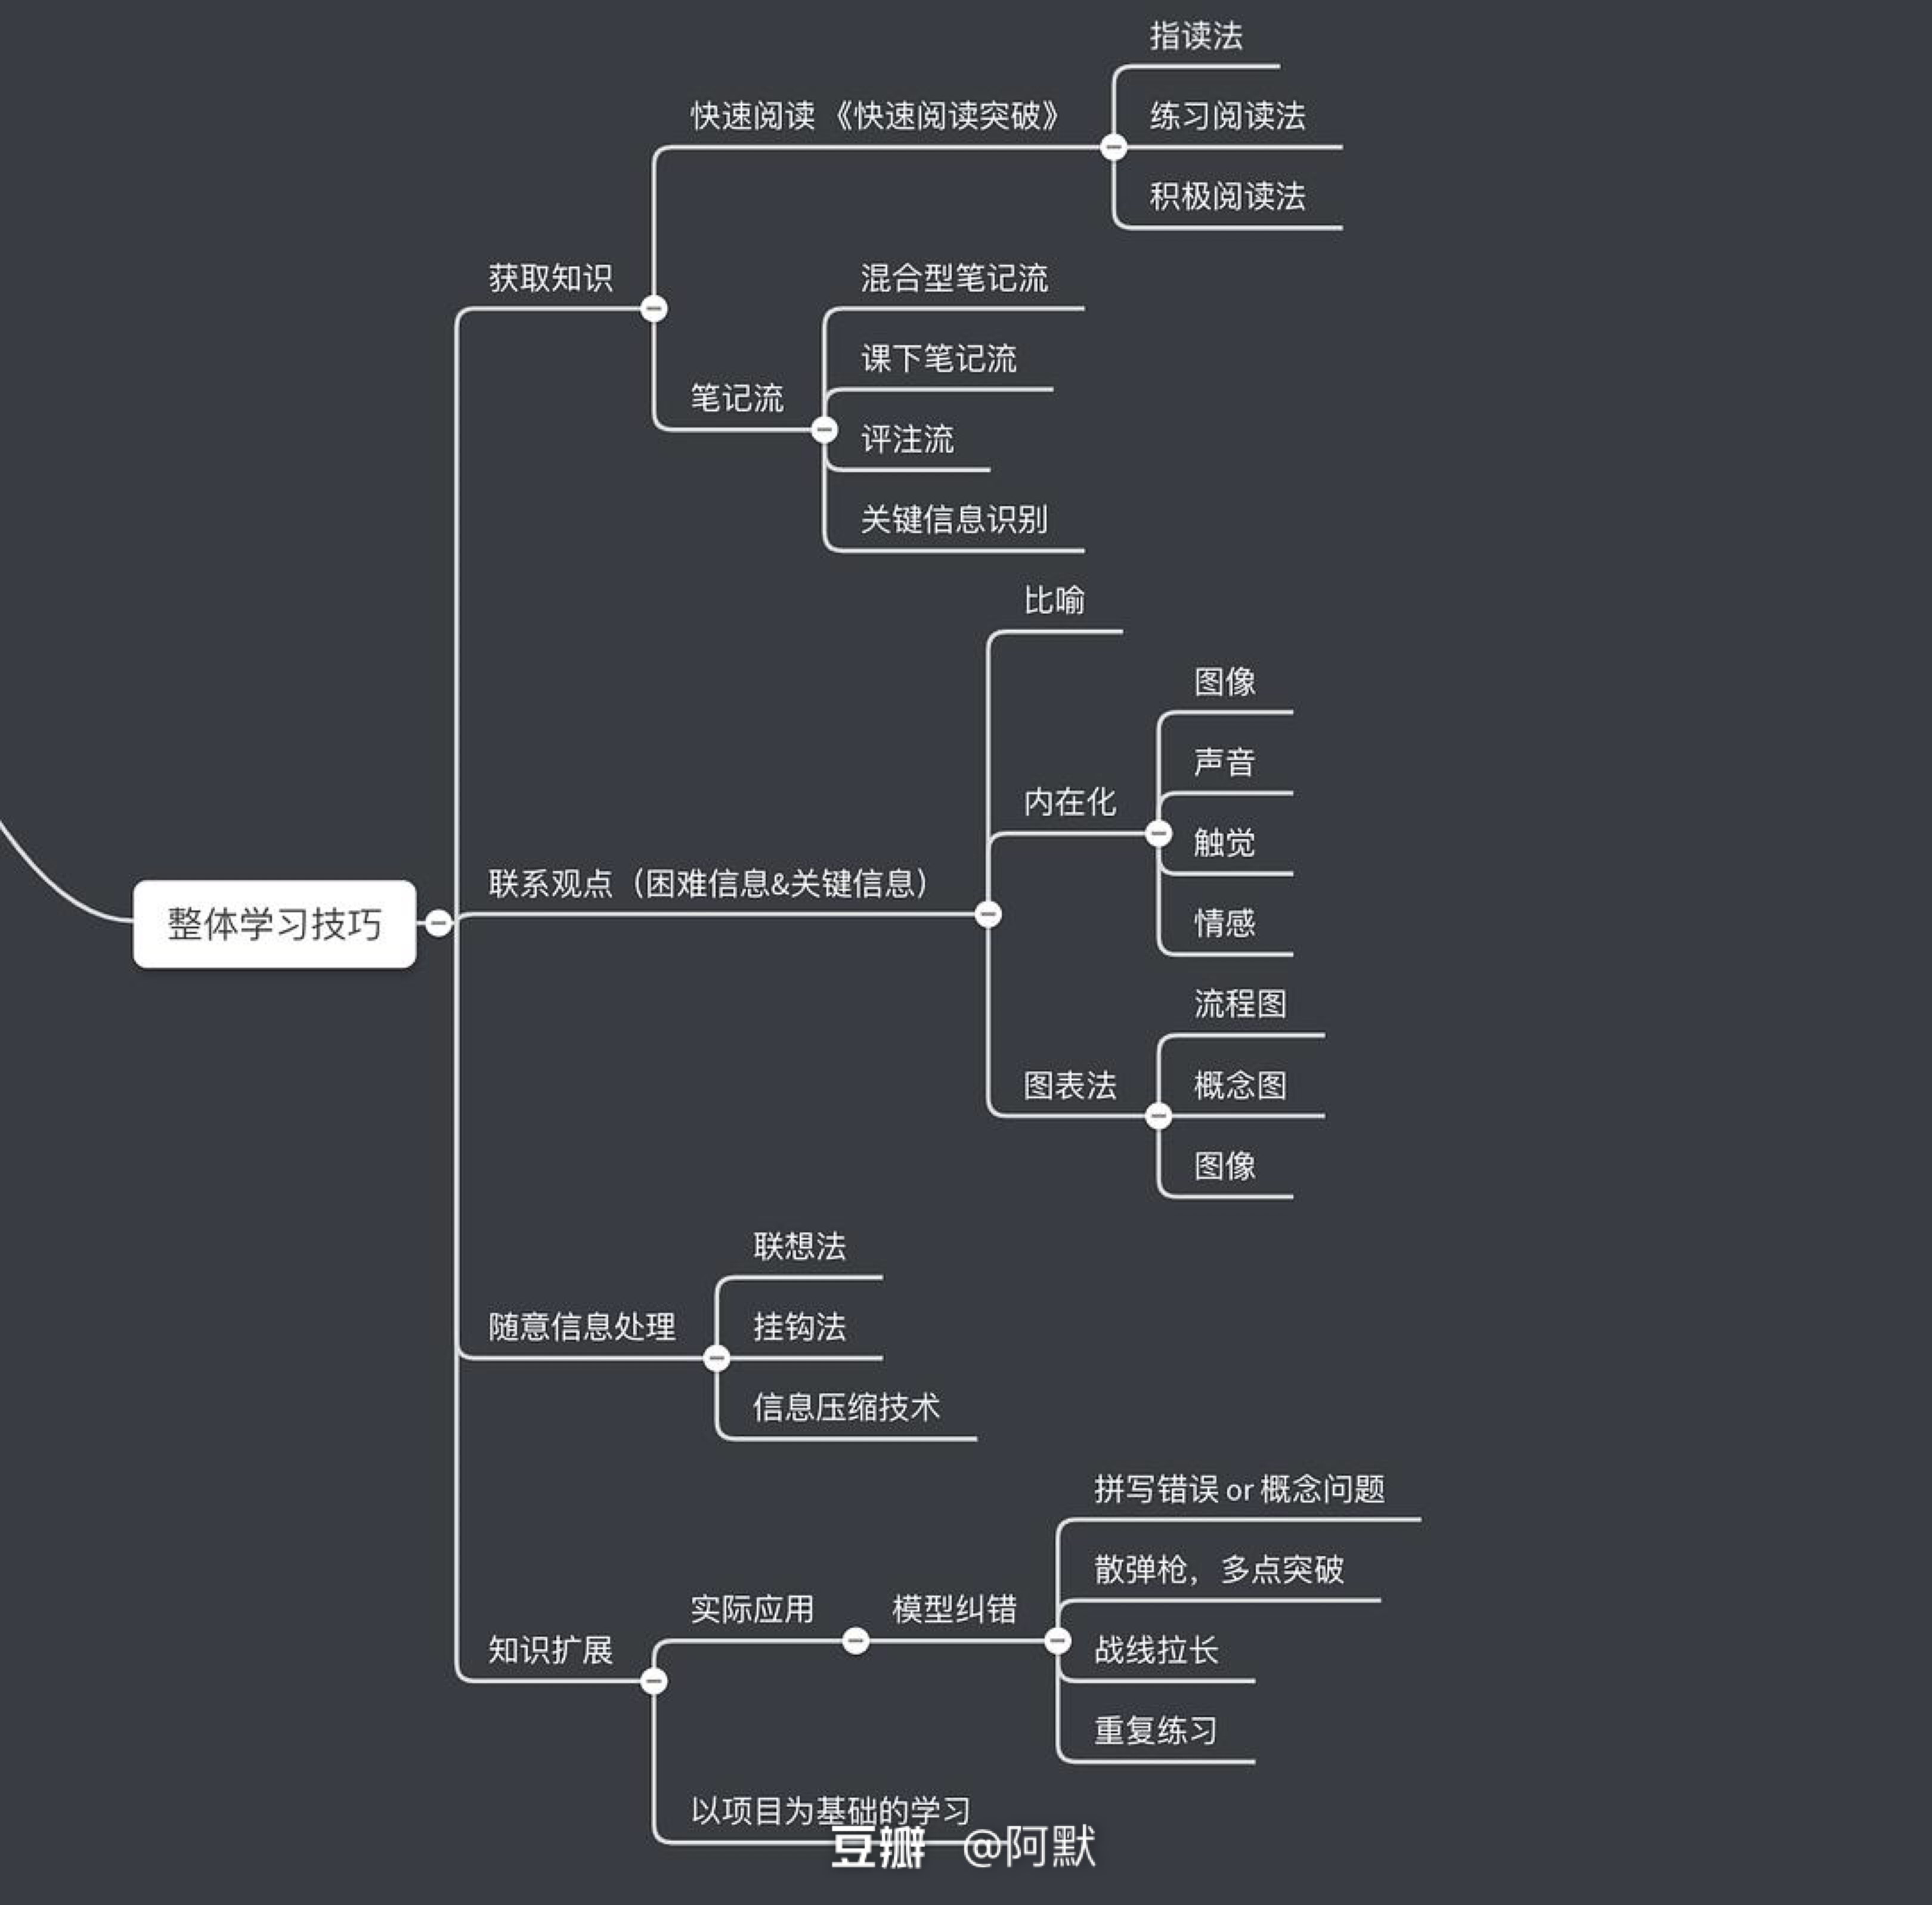 整体学习技巧
获取知识
快速阅读《快速阅读突破》
指读法
练习阅读法
积极阅读法
笔记流
混合型笔记流
课下笔记流
评注流
关键信息识别
联系观点（困难信息&关键信息）
比喻
内在化
图像
声音
触觉
情感
图表法
流程图
概念图
图像
随意信息处理
联想法
挂钩法
信息压缩技术
知识扩展
实际应用
模型纠错
拼写错误 or 概念问题
散弹枪，多点突破
战线拉长
重复练习
以项目为基础的学习
豆瓣 @阿默